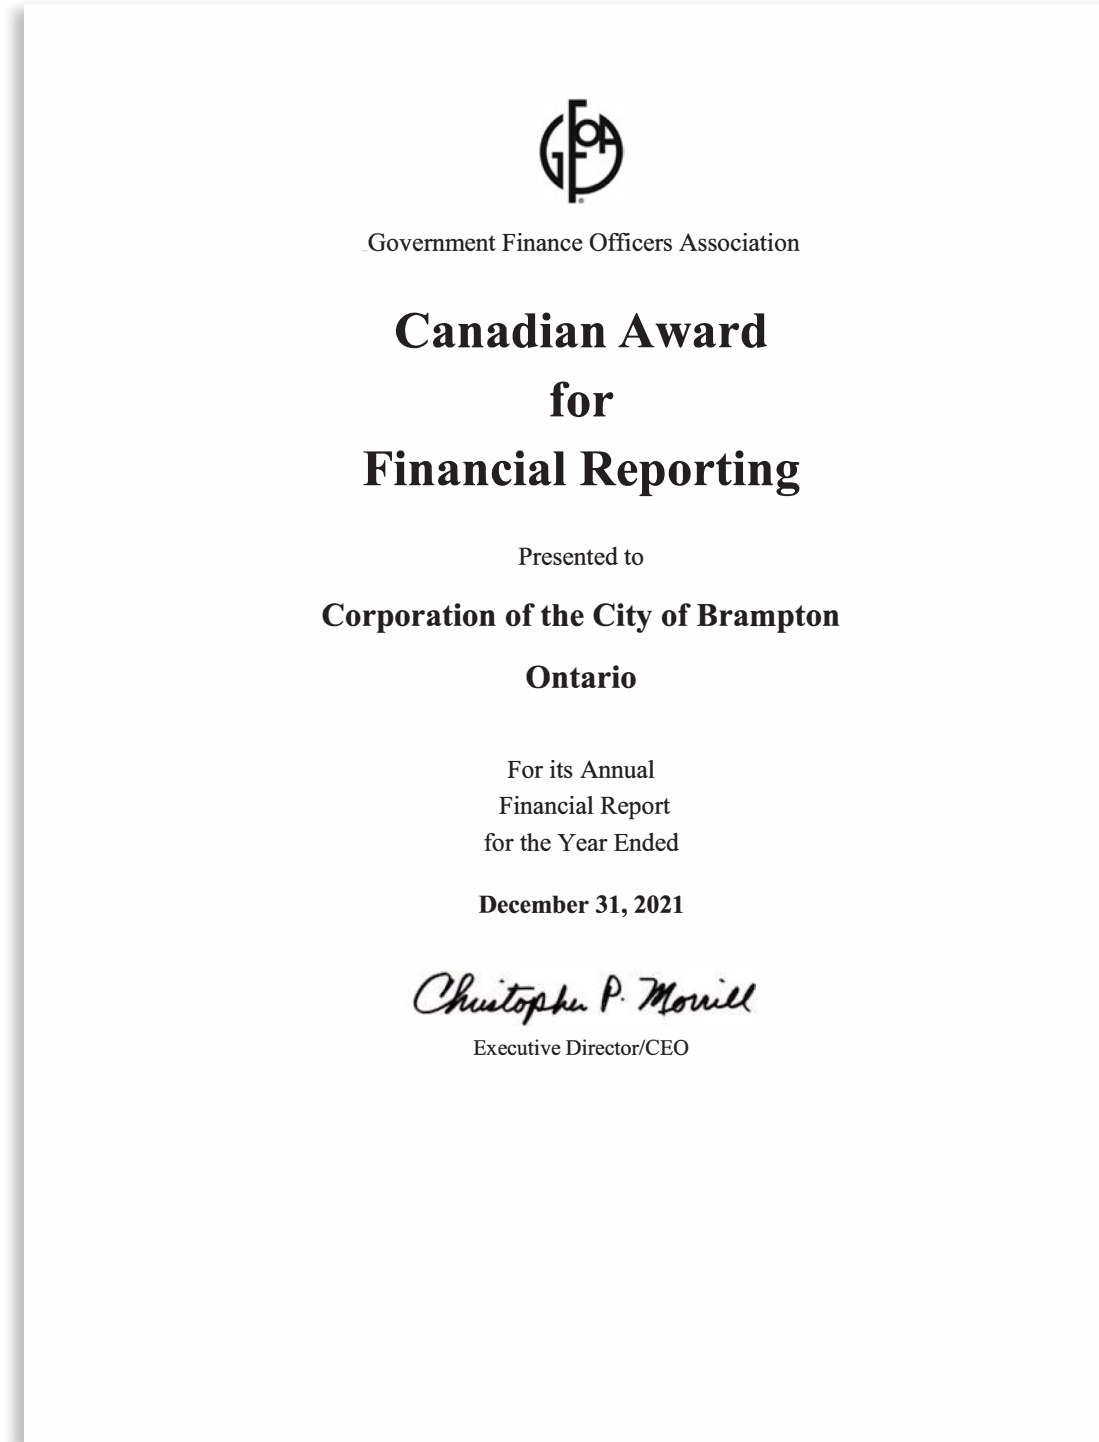 GFOA
Government Finance Officers Association
Canadian Award
for
Financial Reporting
Presented to
Corporation of the City of Brampton
Ontario
For its Annual
Financial Report
for the Year Ended
December 31, 2021
Christopher P. Morrill
Executive Director/CEO